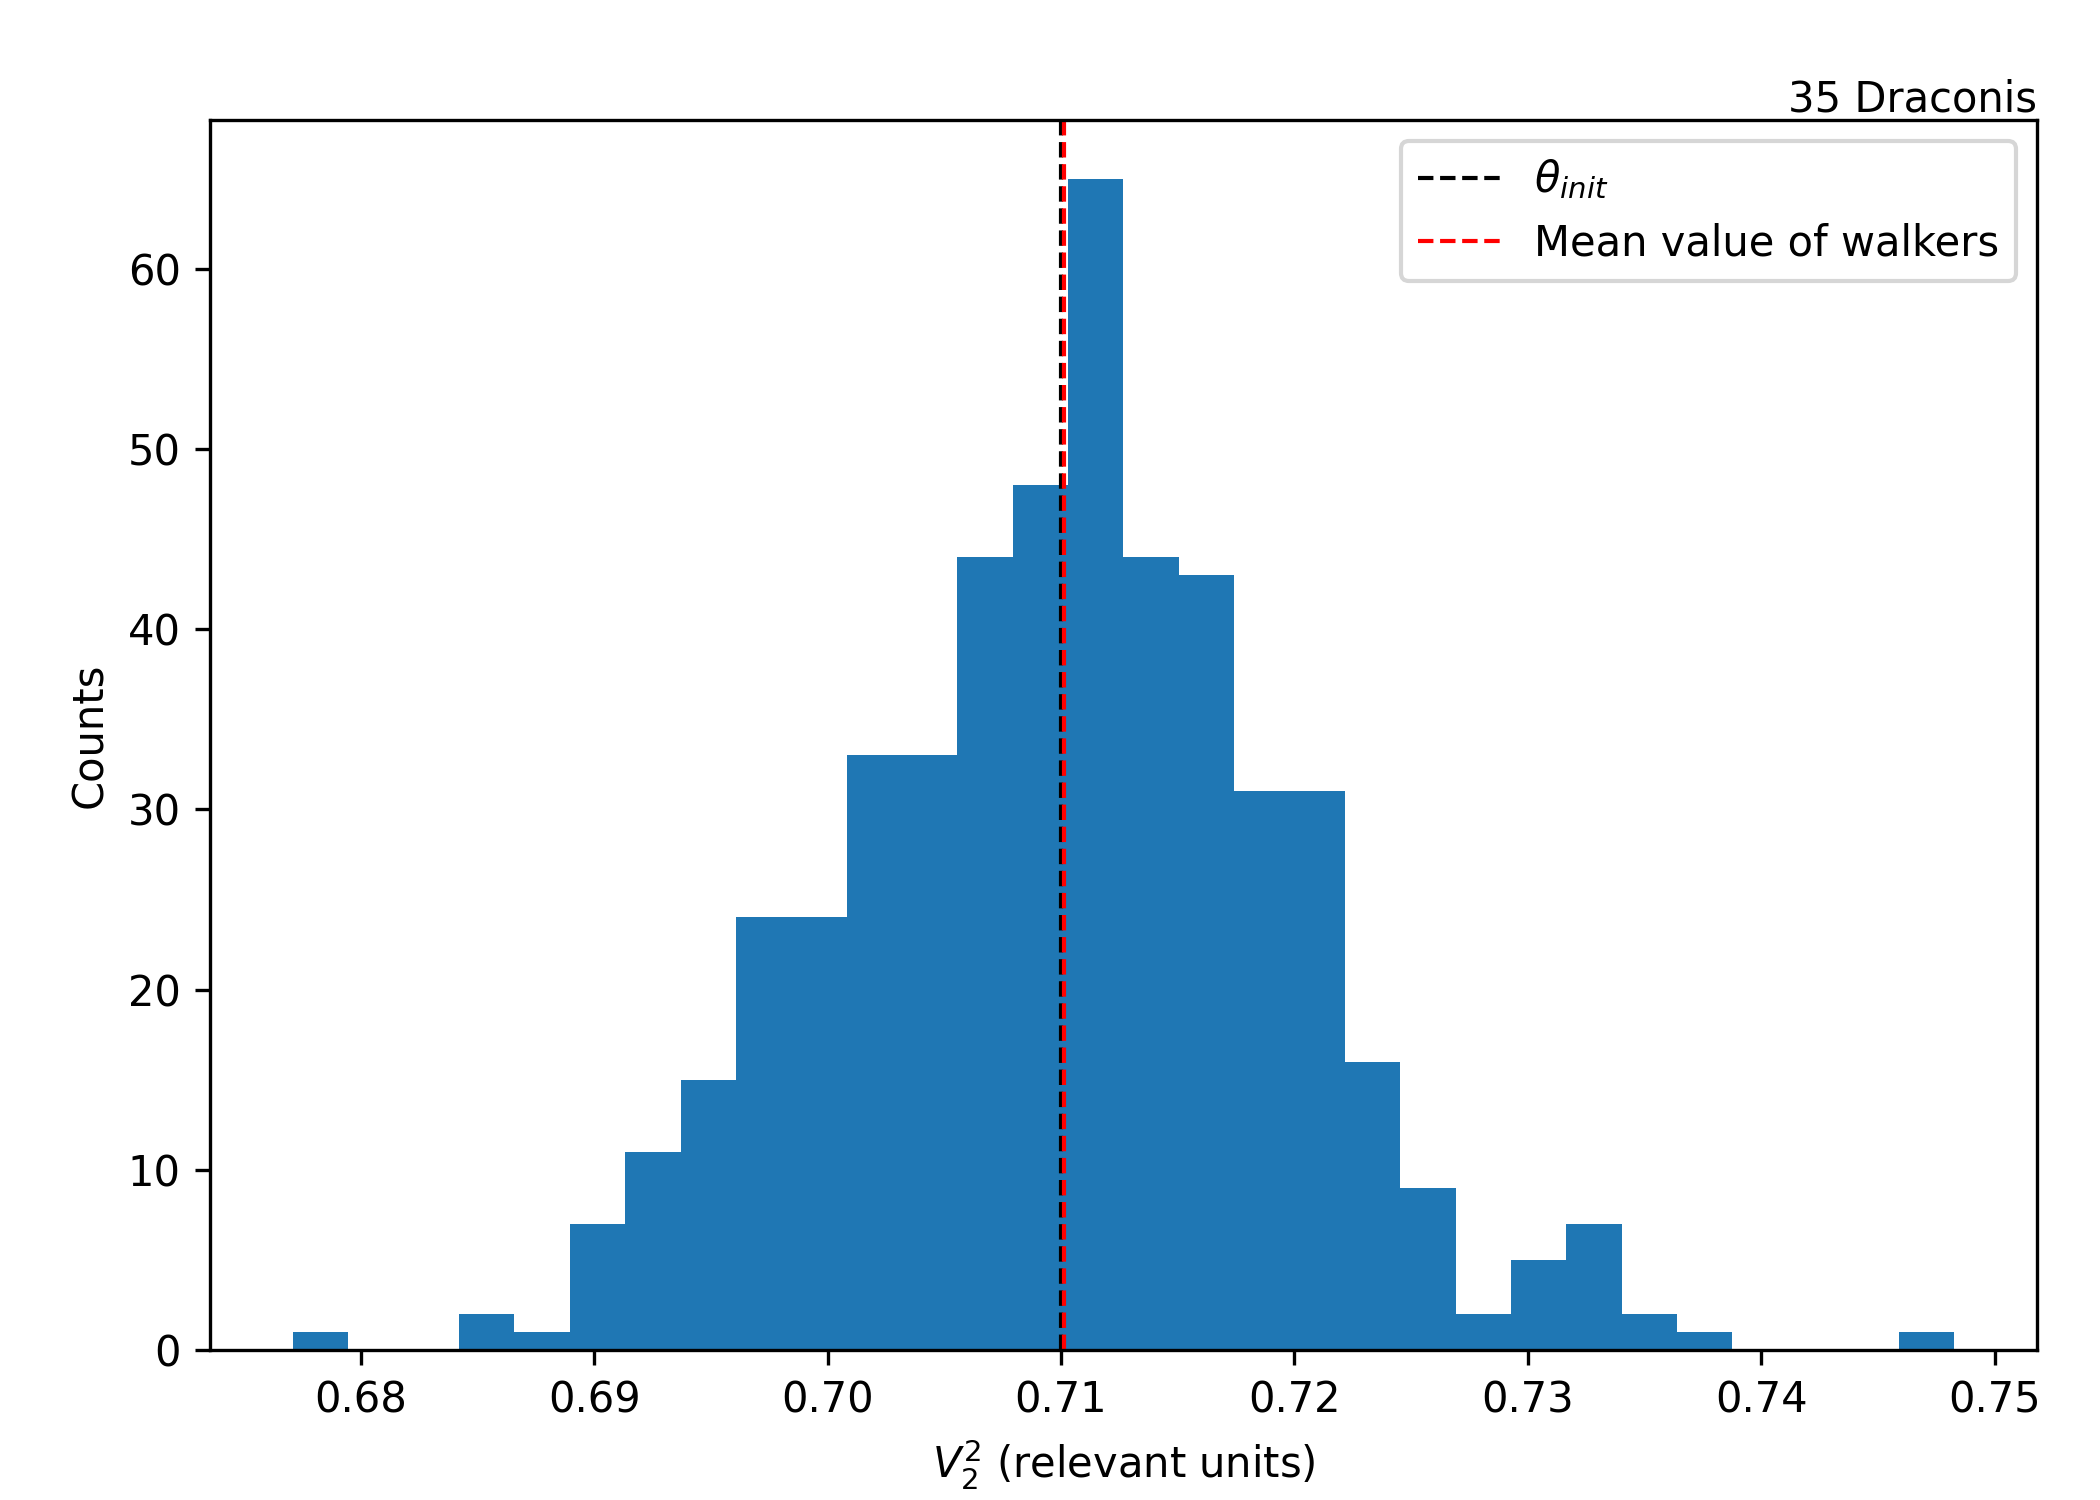 35 Draconis
θ_init
Mean value of walkers
60
50
40
30
20
10
0
Counts
0.68 0.69 0.70 0.71 0.72 0.73 0.74 0.75
V₂² (relevant units)